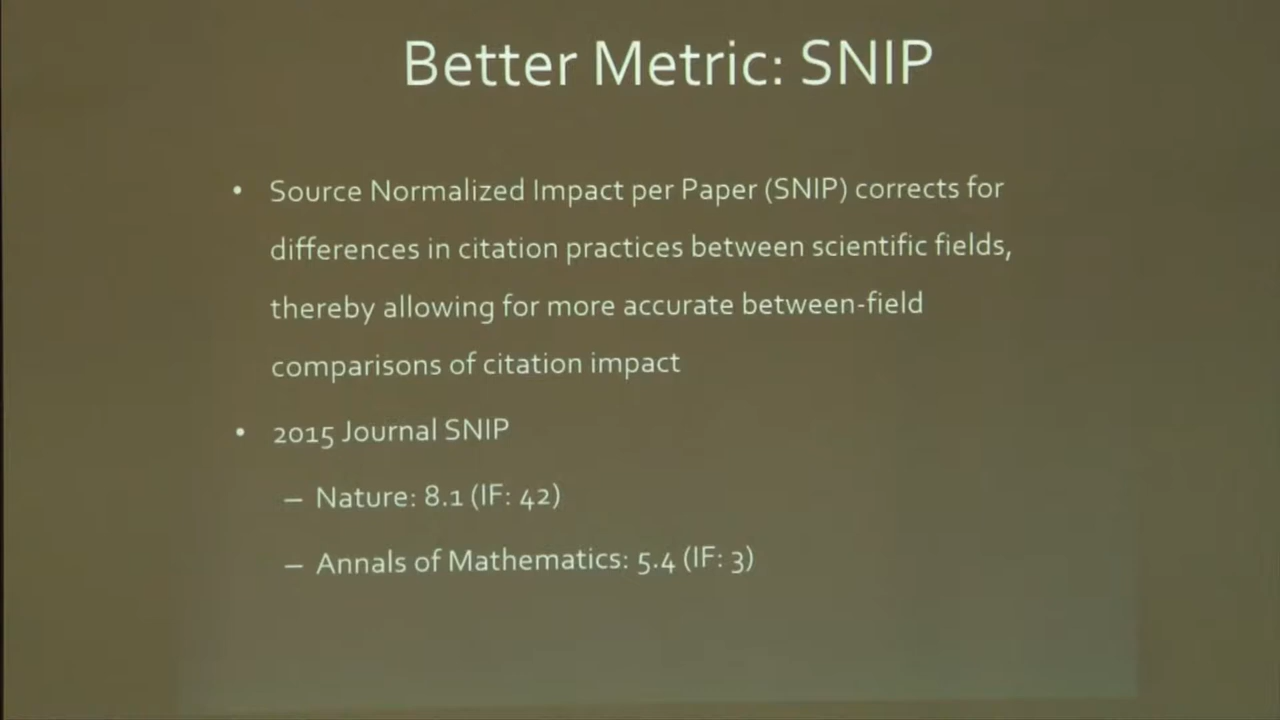 Better Metric: SNIP
• Source Normalized Impact per Paper (SNIP) corrects for
differences in citation practices between scientific fields,
thereby allowing for more accurate between-field
comparisons of citation impact
• 2015 Journal SNIP
– Nature: 8.1 (IF: 42)
– Annals of Mathematics: 5.4 (IF: 3)